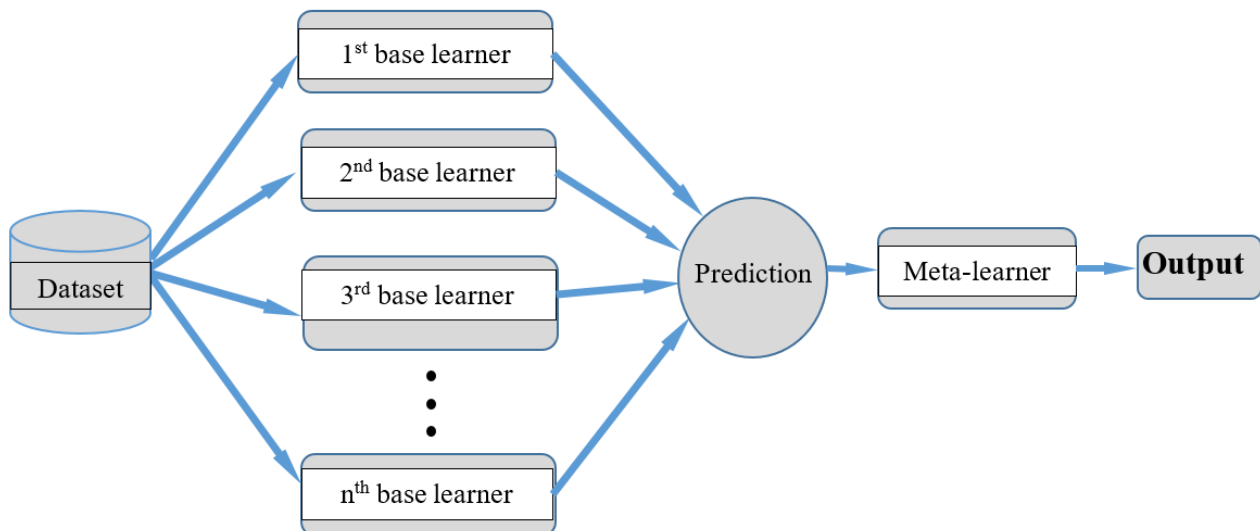 1st base learner
2nd base learner
Dataset
3rd base learner
nth base learner
Prediction
Meta-learner
Output